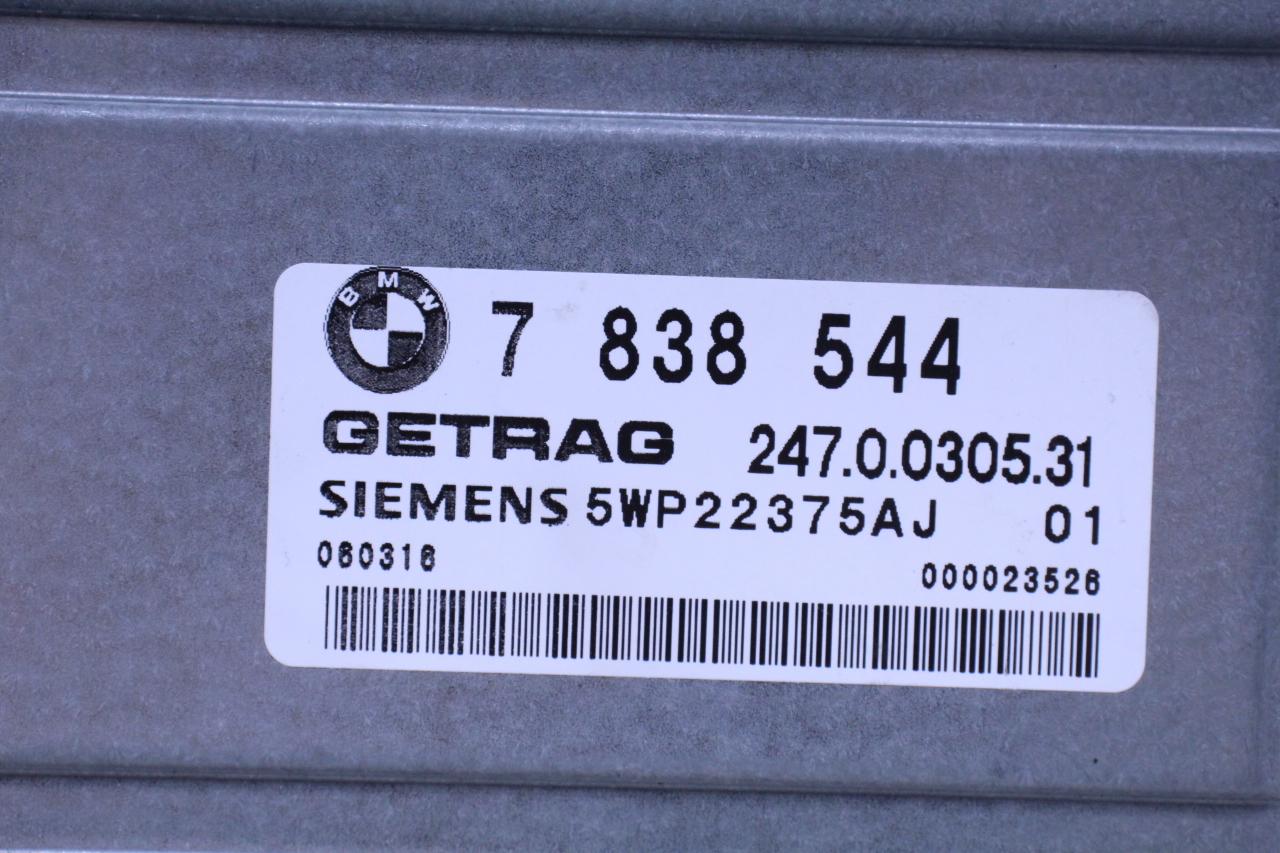 BMW 7 838 544
GETRAG 247.0.0305.31
SIEMENS 5WP22375AJ 01
060316 000023526